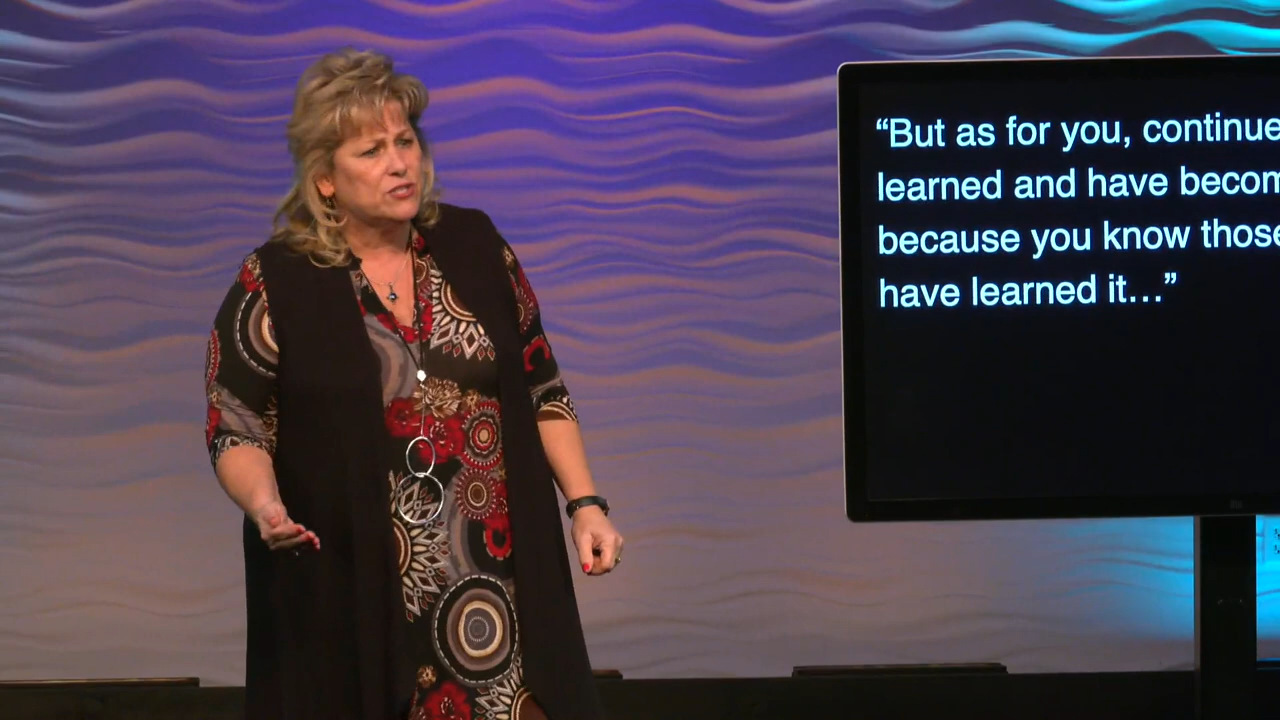 “But as for you, continue
learned and have becom
because you know those
have learned it…”